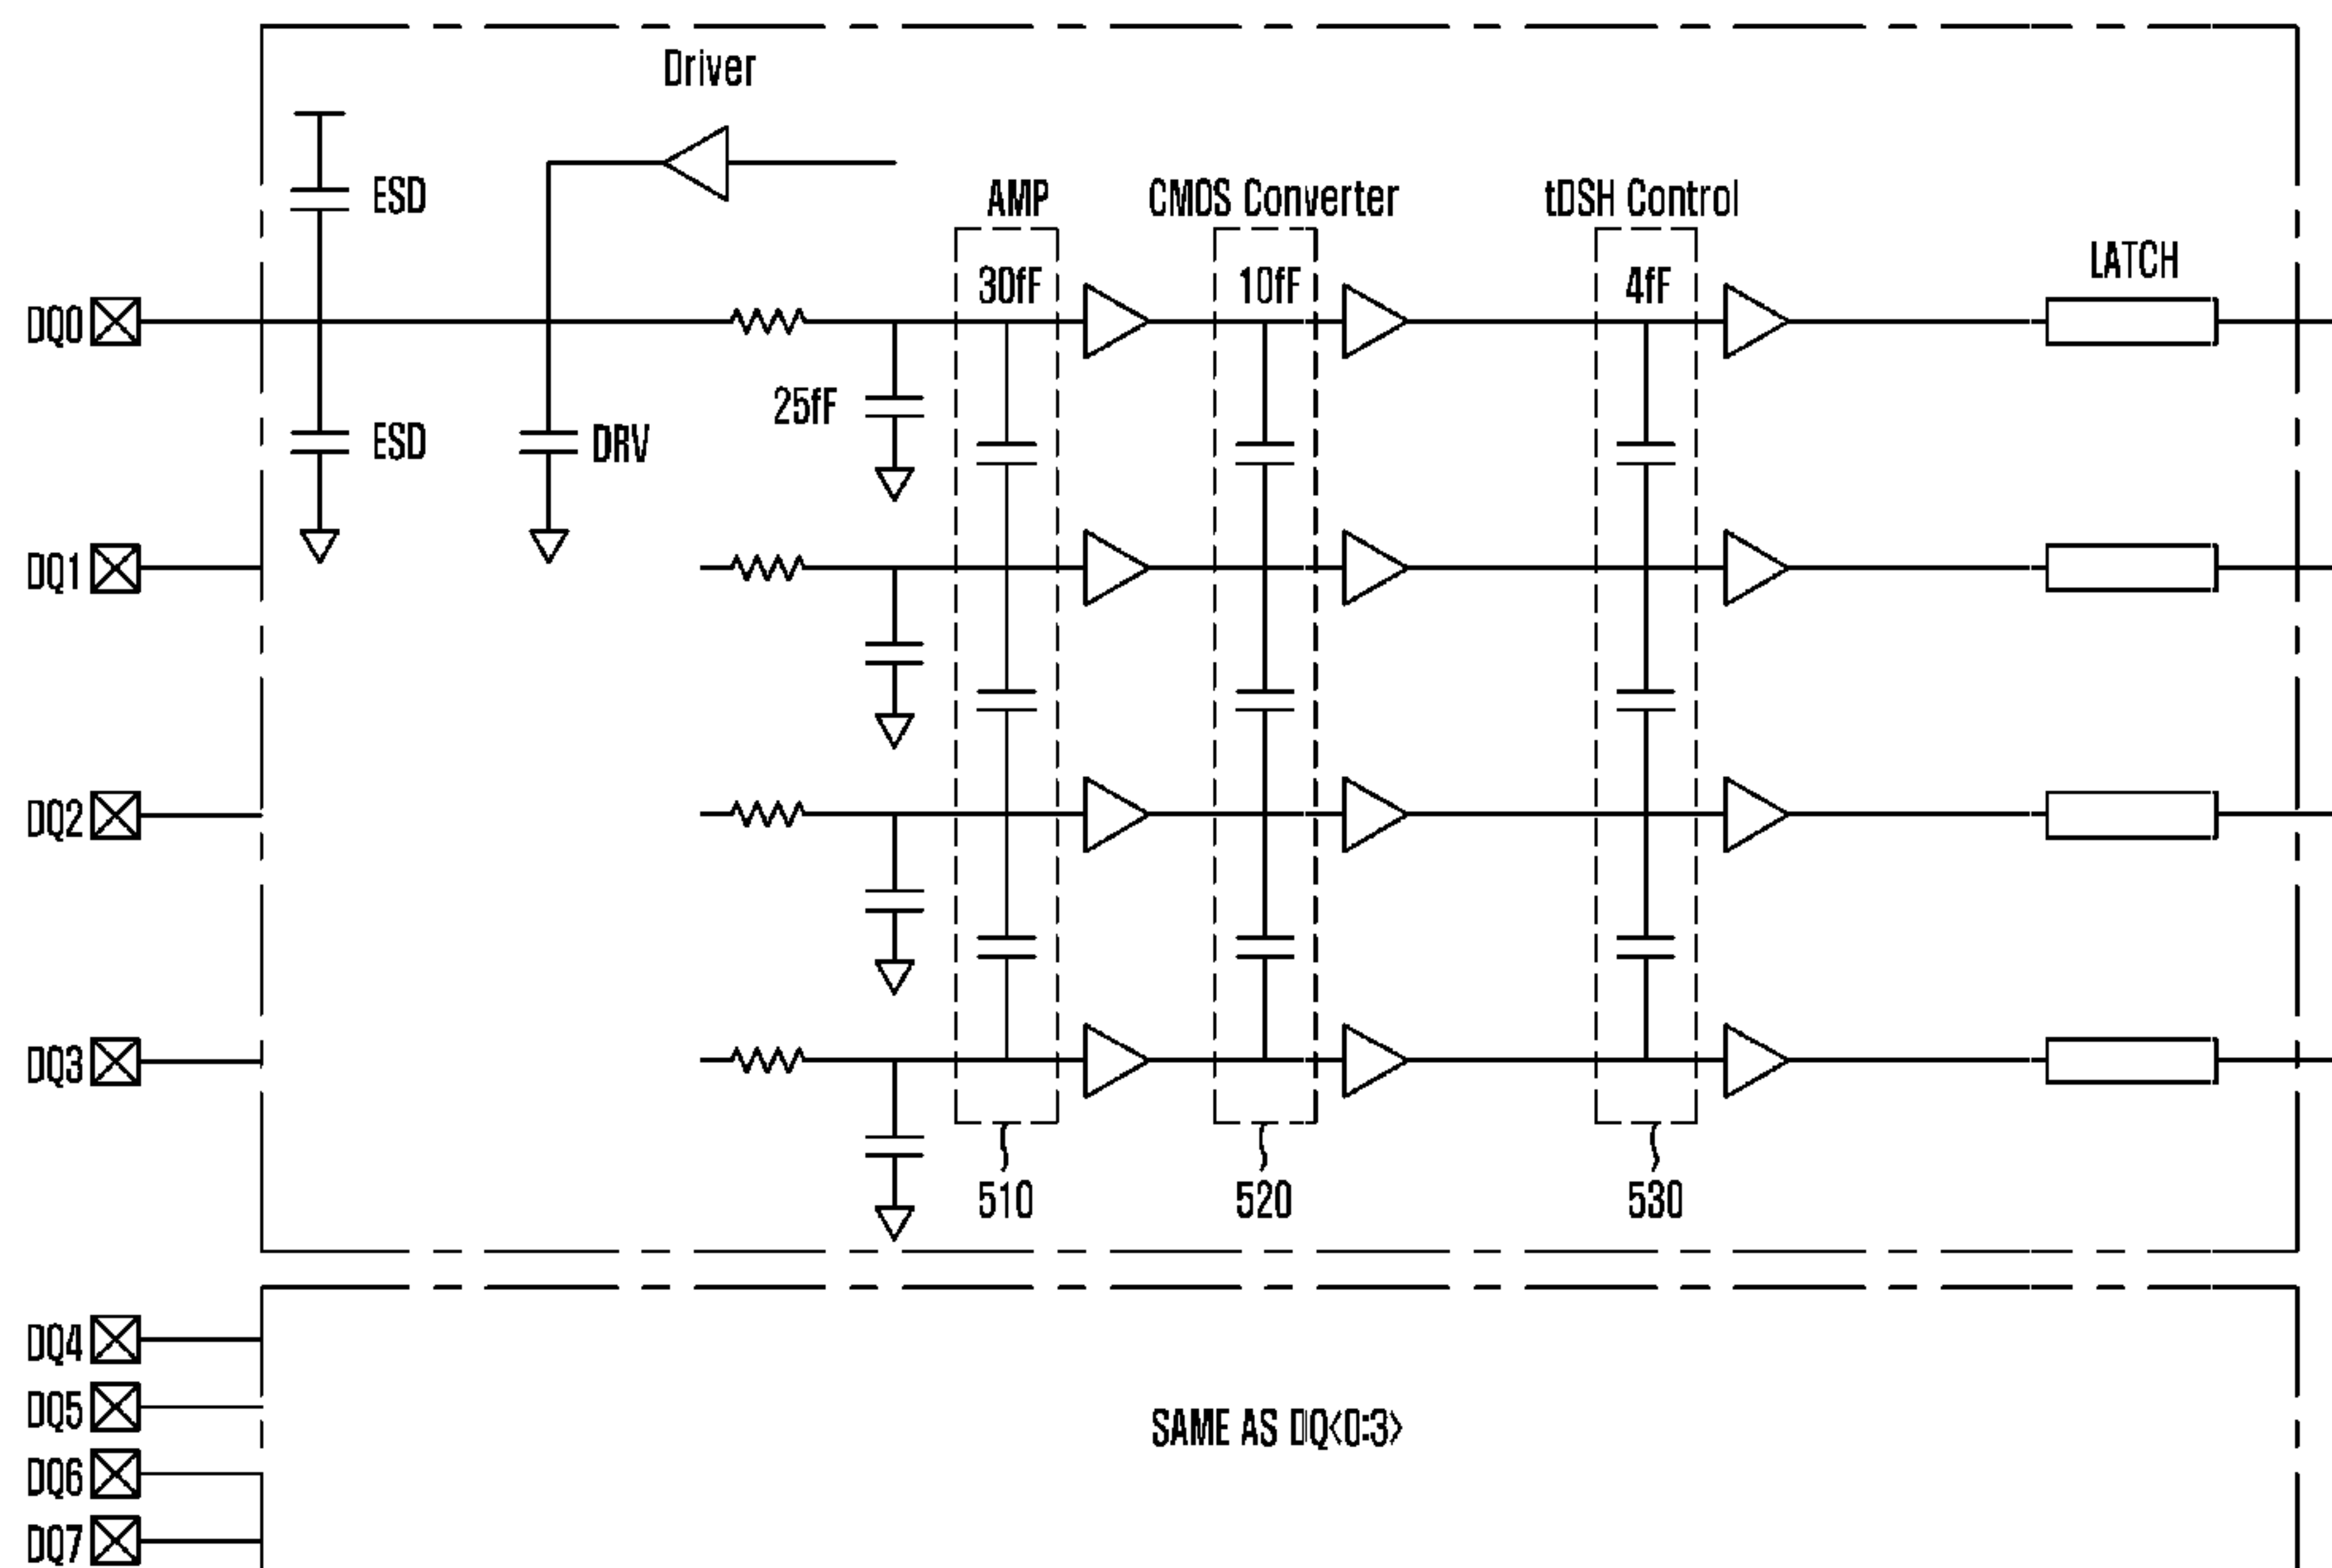 Driver
ESD
AMP
CMOS Converter
tDSH Control
30fF
10fF
4fF
LATCH
DQ0
25fF
ESD
DRV
DQ1
DQ2
DQ3
510
520
530
DQ4
DQ5
SAME AS DQ<0:3>
DQ6
DQ7